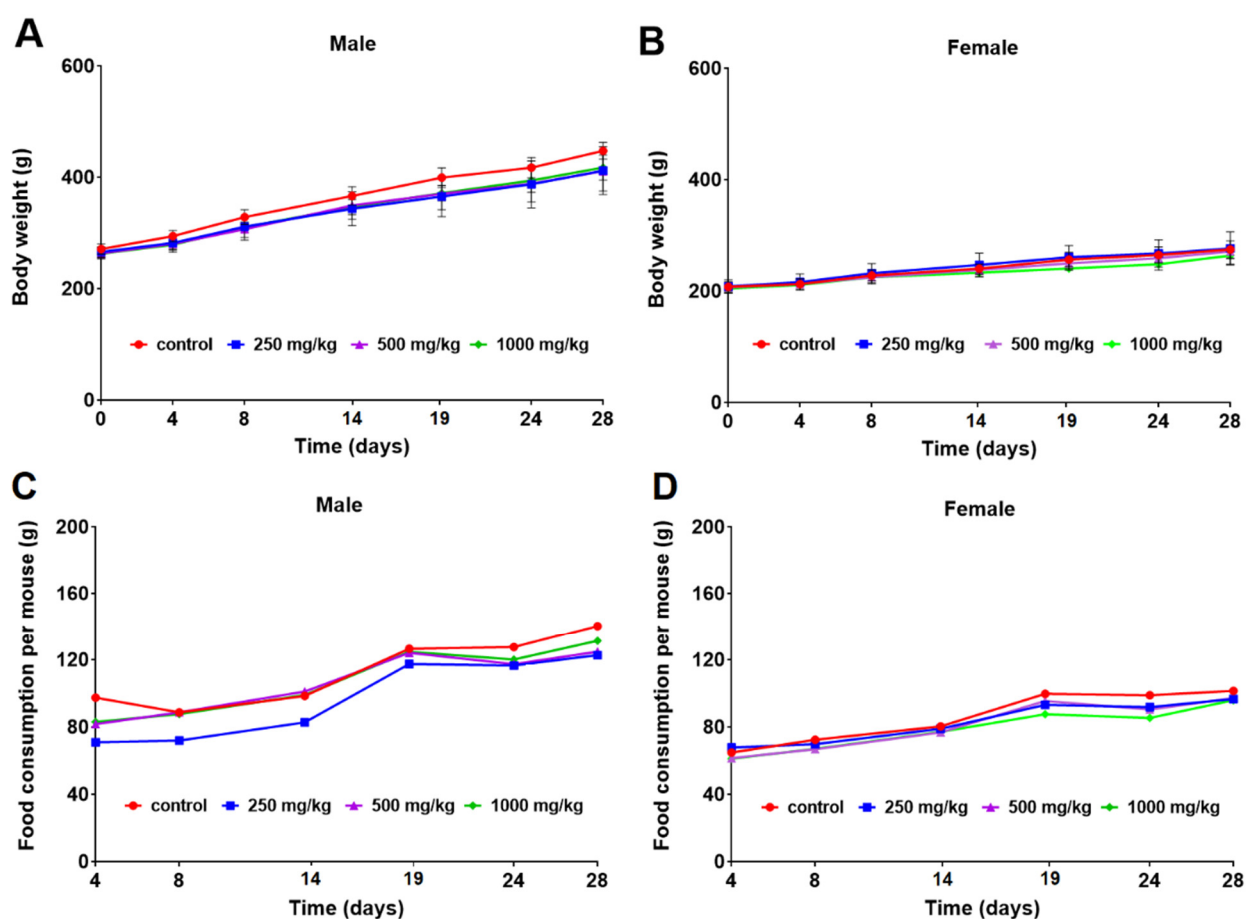 A
Male
Body weight (g)
600
400
200
0
control 250 mg/kg 500 mg/kg 1000 mg/kg
0 4 8 14 19 24 28
Time (days)
B
Female
Body weight (g)
600
400
200
0
control 250 mg/kg 500 mg/kg 1000 mg/kg
0 4 8 14 19 24 28
Time (days)
C
Male
Food consumption per mouse (g)
200
160
120
80
40
0
control 250 mg/kg 500 mg/kg 1000 mg/kg
4 8 14 19 24 28
Time (days)
D
Female
Food consumption per mouse (g)
200
160
120
80
40
0
control 250 mg/kg 500 mg/kg 1000 mg/kg
4 8 14 19 24 28
Time (days)